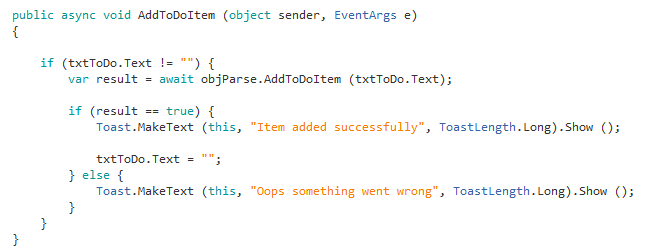 public async void AddToDoItem (object sender, EventArgs e)
{
if (txtToDo.Text != "") {
var result = await objParse.AddToDoItem (txtToDo.Text);
if (result == true) {
Toast.MakeText (this, "Item added successfully", ToastLength.Long).Show ();
txtToDo.Text = "";
} else {
Toast.MakeText (this, "Oops something went wrong", ToastLength.Long).Show ();
}
}
}